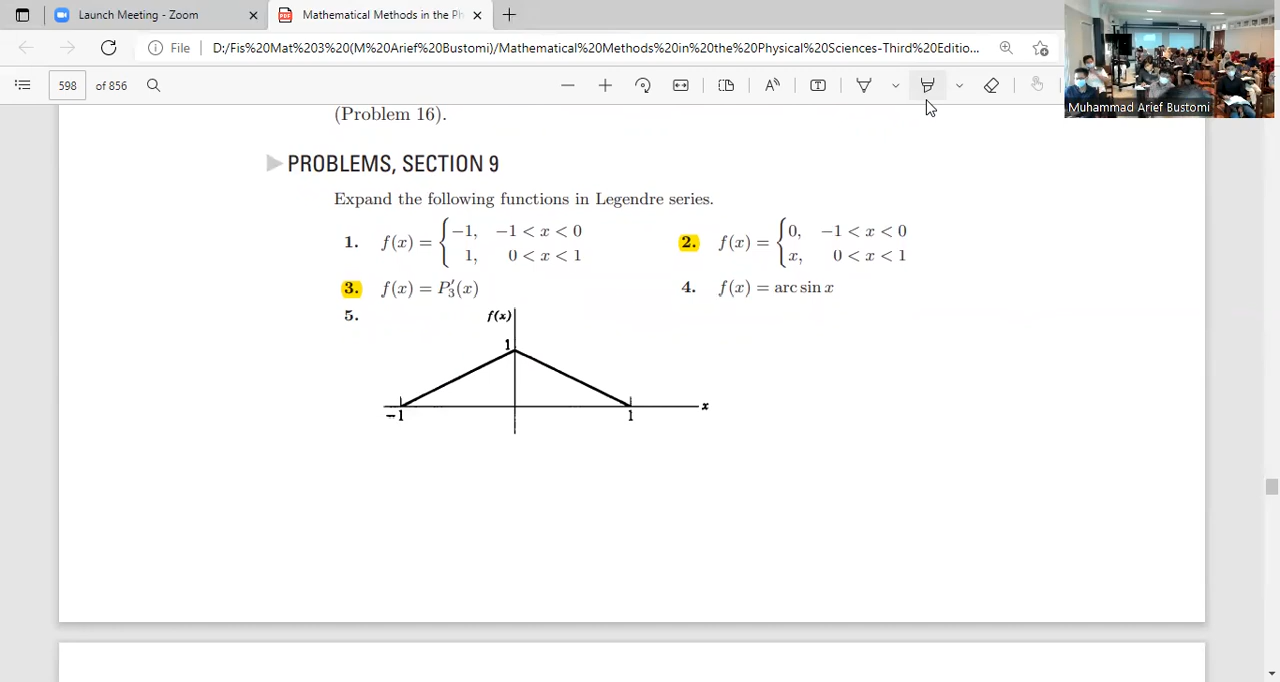 Launch Meeting - Zoom
Mathematical Methods in the Ph
File
D:/Fis%20Mat%203%20(M%20Arief%20Bustomi)/Mathematical%20Methods%20in%20the%20Physical%20Sciences-Third%20Editio...
598 of 856
Muhammad Arief Bustomi
(Problem 16).
PROBLEMS, SECTION 9
Expand the following functions in Legendre series.
1. f(x) = { −1, −1 < x < 0
1, 0 < x < 1
2. f(x) = { 0, −1 < x < 0
x, 0 < x < 1
3. f(x) = P₃′(x)
4. f(x) = arc sin x
5.
f(x)
1
−1
1
x